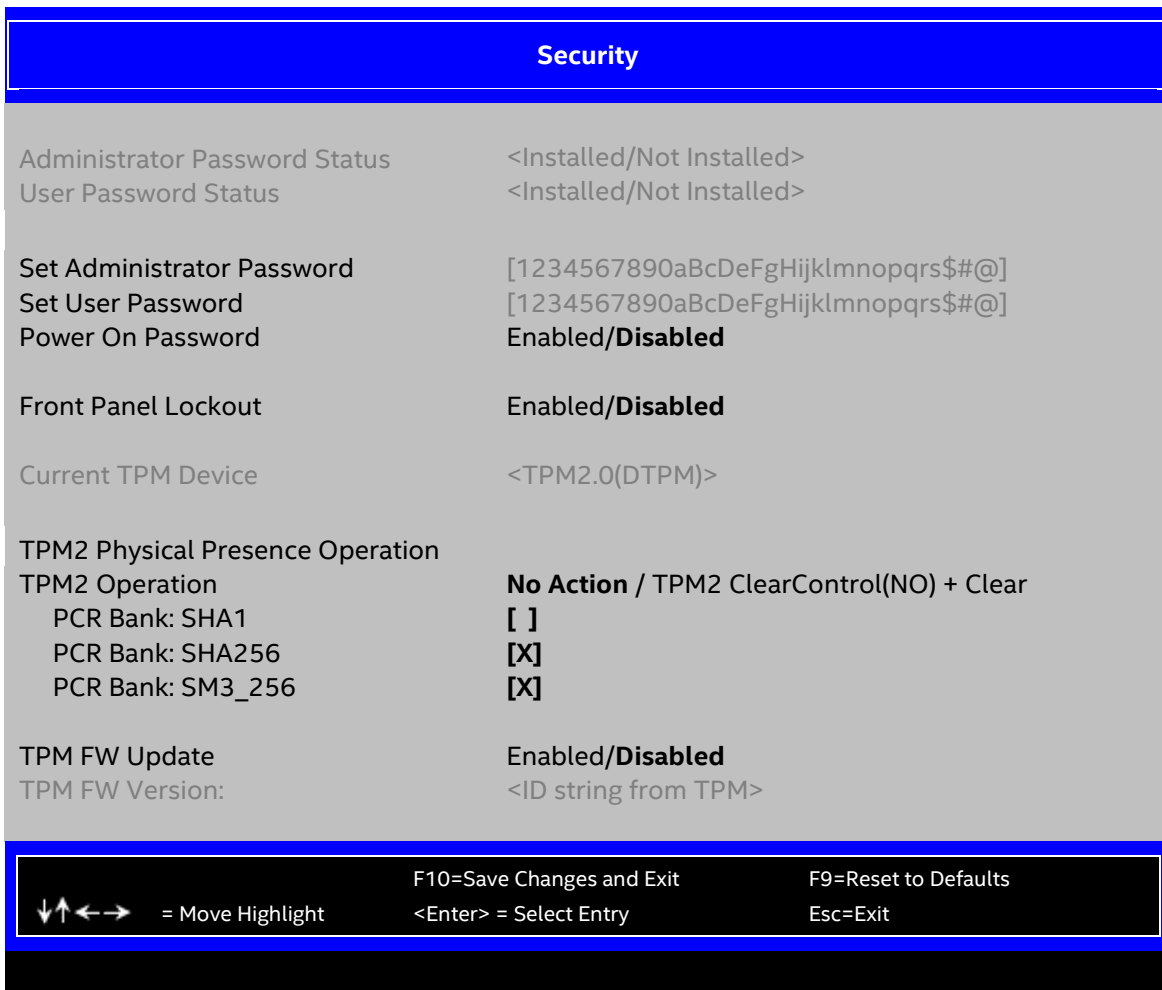 Security
Administrator Password Status <Installed/Not Installed>
User Password Status <Installed/Not Installed>
Set Administrator Password [1234567890aBcDeFgHijklmnopqrs$#@]
Set User Password [1234567890aBcDeFgHijklmnopqrs$#@]
Power On Password Enabled/Disabled
Front Panel Lockout Enabled/Disabled
Current TPM Device <TPM2.0(DTPM)>
TPM2 Physical Presence Operation
TPM2 Operation No Action / TPM2 ClearControl(NO) + Clear
PCR Bank: SHA1 [ ]
PCR Bank: SHA256 [X]
PCR Bank: SM3_256 [X]
TPM FW Update Enabled/Disabled
TPM FW Version: <ID string from TPM>
F10=Save Changes and Exit F9=Reset to Defaults
↓↑←→ = Move Highlight <Enter> = Select Entry Esc=Exit